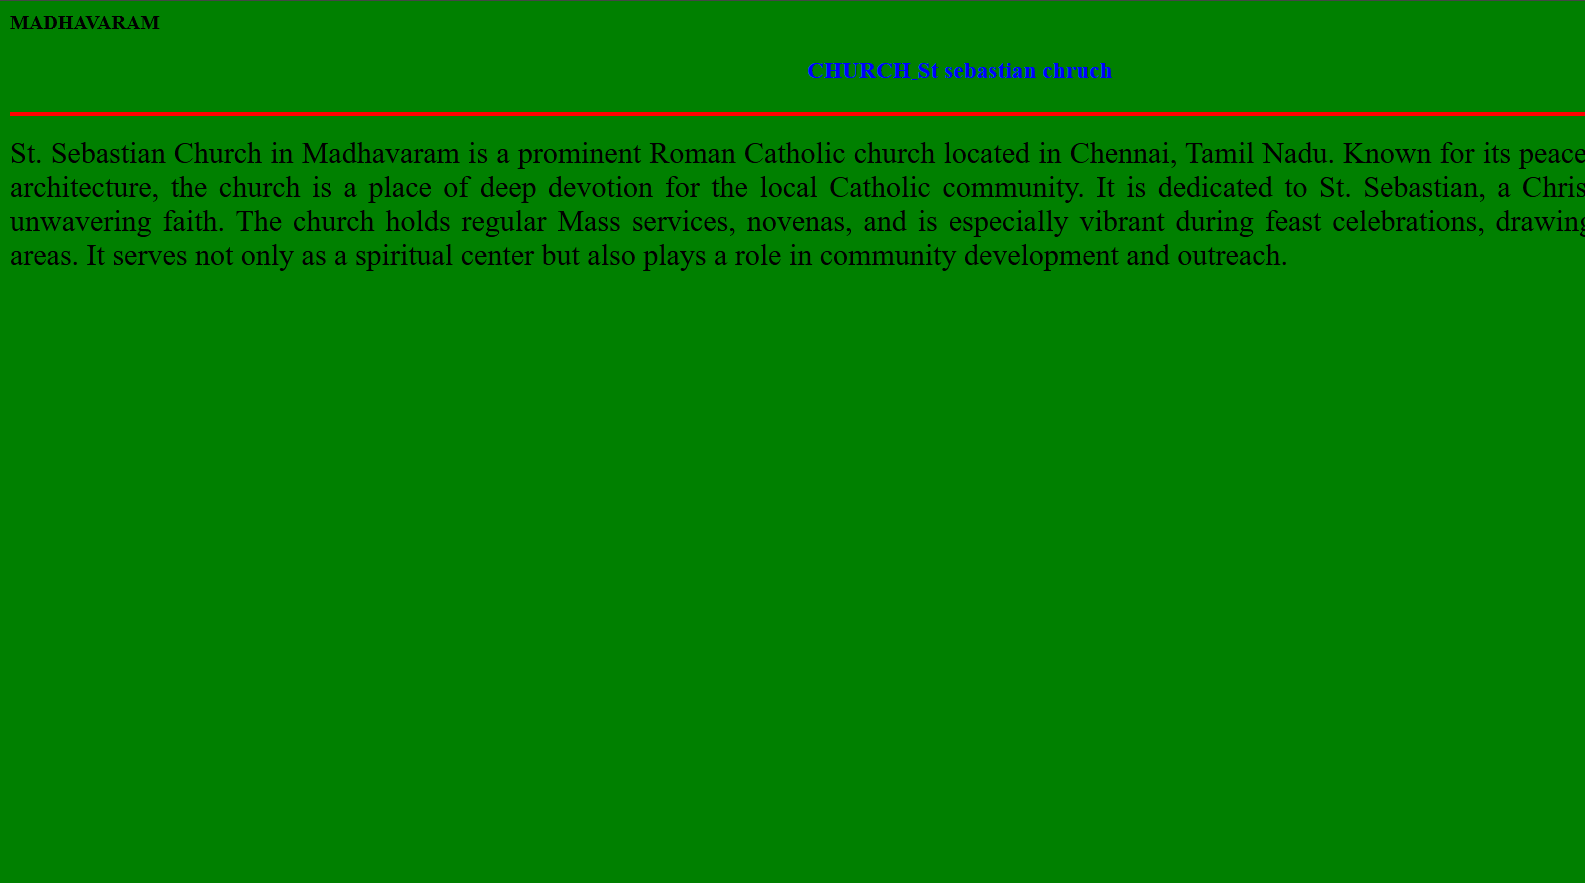 MADHAVARAM
CHURCH St sebastian chruch
St. Sebastian Church in Madhavaram is a prominent Roman Catholic church located in Chennai, Tamil Nadu. Known for its peace
architecture, the church is a place of deep devotion for the local Catholic community. It is dedicated to St. Sebastian, a Chris
unwavering faith. The church holds regular Mass services, novenas, and is especially vibrant during feast celebrations, drawing
areas. It serves not only as a spiritual center but also plays a role in community development and outreach.